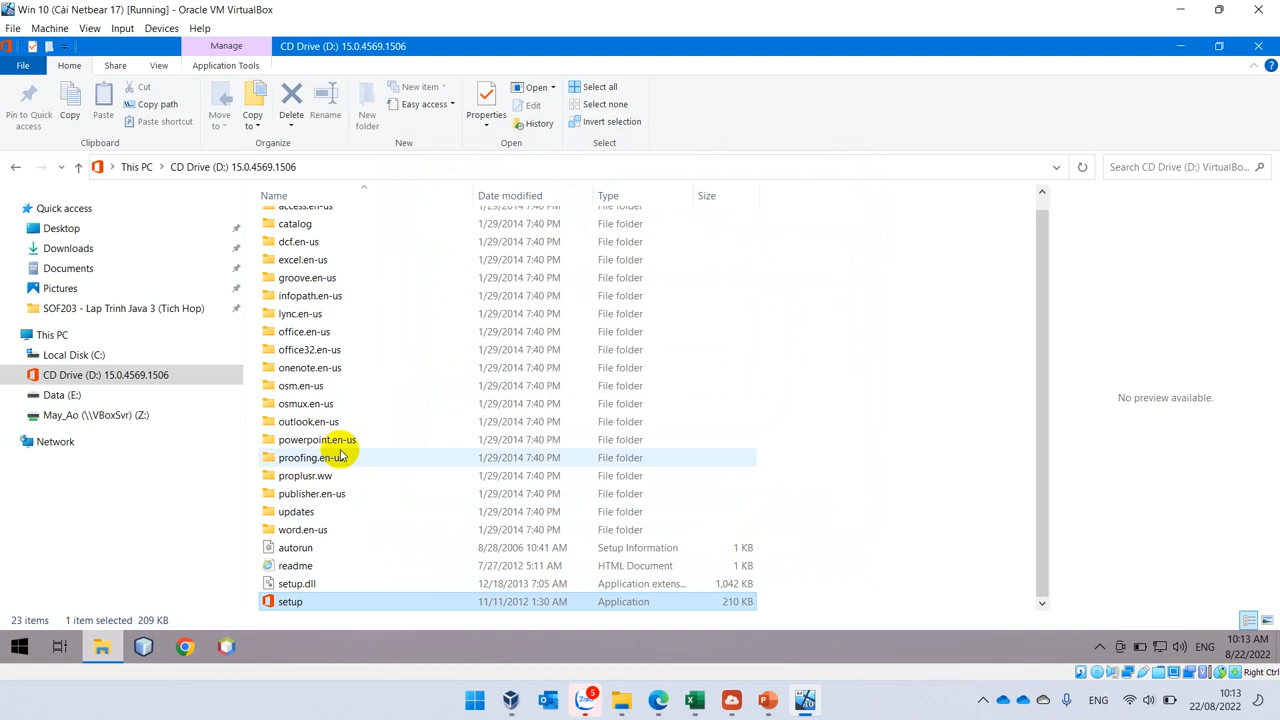 Win 10 (Cài Netbear 17) [Running] - Oracle VM VirtualBox
File Machine View Input Devices Help
Manage CD Drive (D:) 15.0.4569.1506
File Home Share View Application Tools
Pin to Quick access Copy Paste Cut Copy path Paste shortcut Move to Copy to Delete Rename New folder New item Easy access Properties Open Edit History Select all Select none Invert selection
Clipboard Organize New Open Select
This PC CD Drive (D:) 15.0.4569.1506 Search CD Drive (D:) VirtualBo...
Name Date modified Type Size
Quick access
Desktop
Downloads
Documents
Pictures
SOF203 - Lap Trinh Java 3 (Tich Hop)
This PC
Local Disk (C:)
CD Drive (D:) 15.0.4569.1506
Data (E:)
May_Ao (\\VBoxSvr) (Z:)
Network
access.en-us 1/29/2014 7:40 PM File folder
catalog 1/29/2014 7:40 PM File folder
dcf.en-us 1/29/2014 7:40 PM File folder
excel.en-us 1/29/2014 7:40 PM File folder
groove.en-us 1/29/2014 7:40 PM File folder
infopath.en-us 1/29/2014 7:40 PM File folder
lync.en-us 1/29/2014 7:40 PM File folder
office.en-us 1/29/2014 7:40 PM File folder
office32.en-us 1/29/2014 7:40 PM File folder
onenote.en-us 1/29/2014 7:40 PM File folder
osm.en-us 1/29/2014 7:40 PM File folder
osmux.en-us 1/29/2014 7:40 PM File folder
outlook.en-us 1/29/2014 7:40 PM File folder
powerpoint.en-us 1/29/2014 7:40 PM File folder
proofing.en-us 1/29/2014 7:40 PM File folder
proplusr.ww 1/29/2014 7:40 PM File folder
publisher.en-us 1/29/2014 7:40 PM File folder
updates 1/29/2014 7:40 PM File folder
word.en-us 1/29/2014 7:40 PM File folder
autorun 8/28/2006 10:41 AM Setup Information 1 KB
readme 7/27/2012 5:11 AM HTML Document 1 KB
setup.dll 12/18/2013 7:05 AM Application extens... 1,042 KB
setup 11/11/2012 1:30 AM Application 210 KB
No preview available.
23 items 1 item selected 209 KB
ENG 10:13 AM
8/22/2022
Right Ctrl
Zalo 5
ENG 10:13
22/08/2022